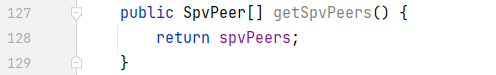 127 public SpvPeer[] getSpvPeers() {
128 return spvPeers;
129 }